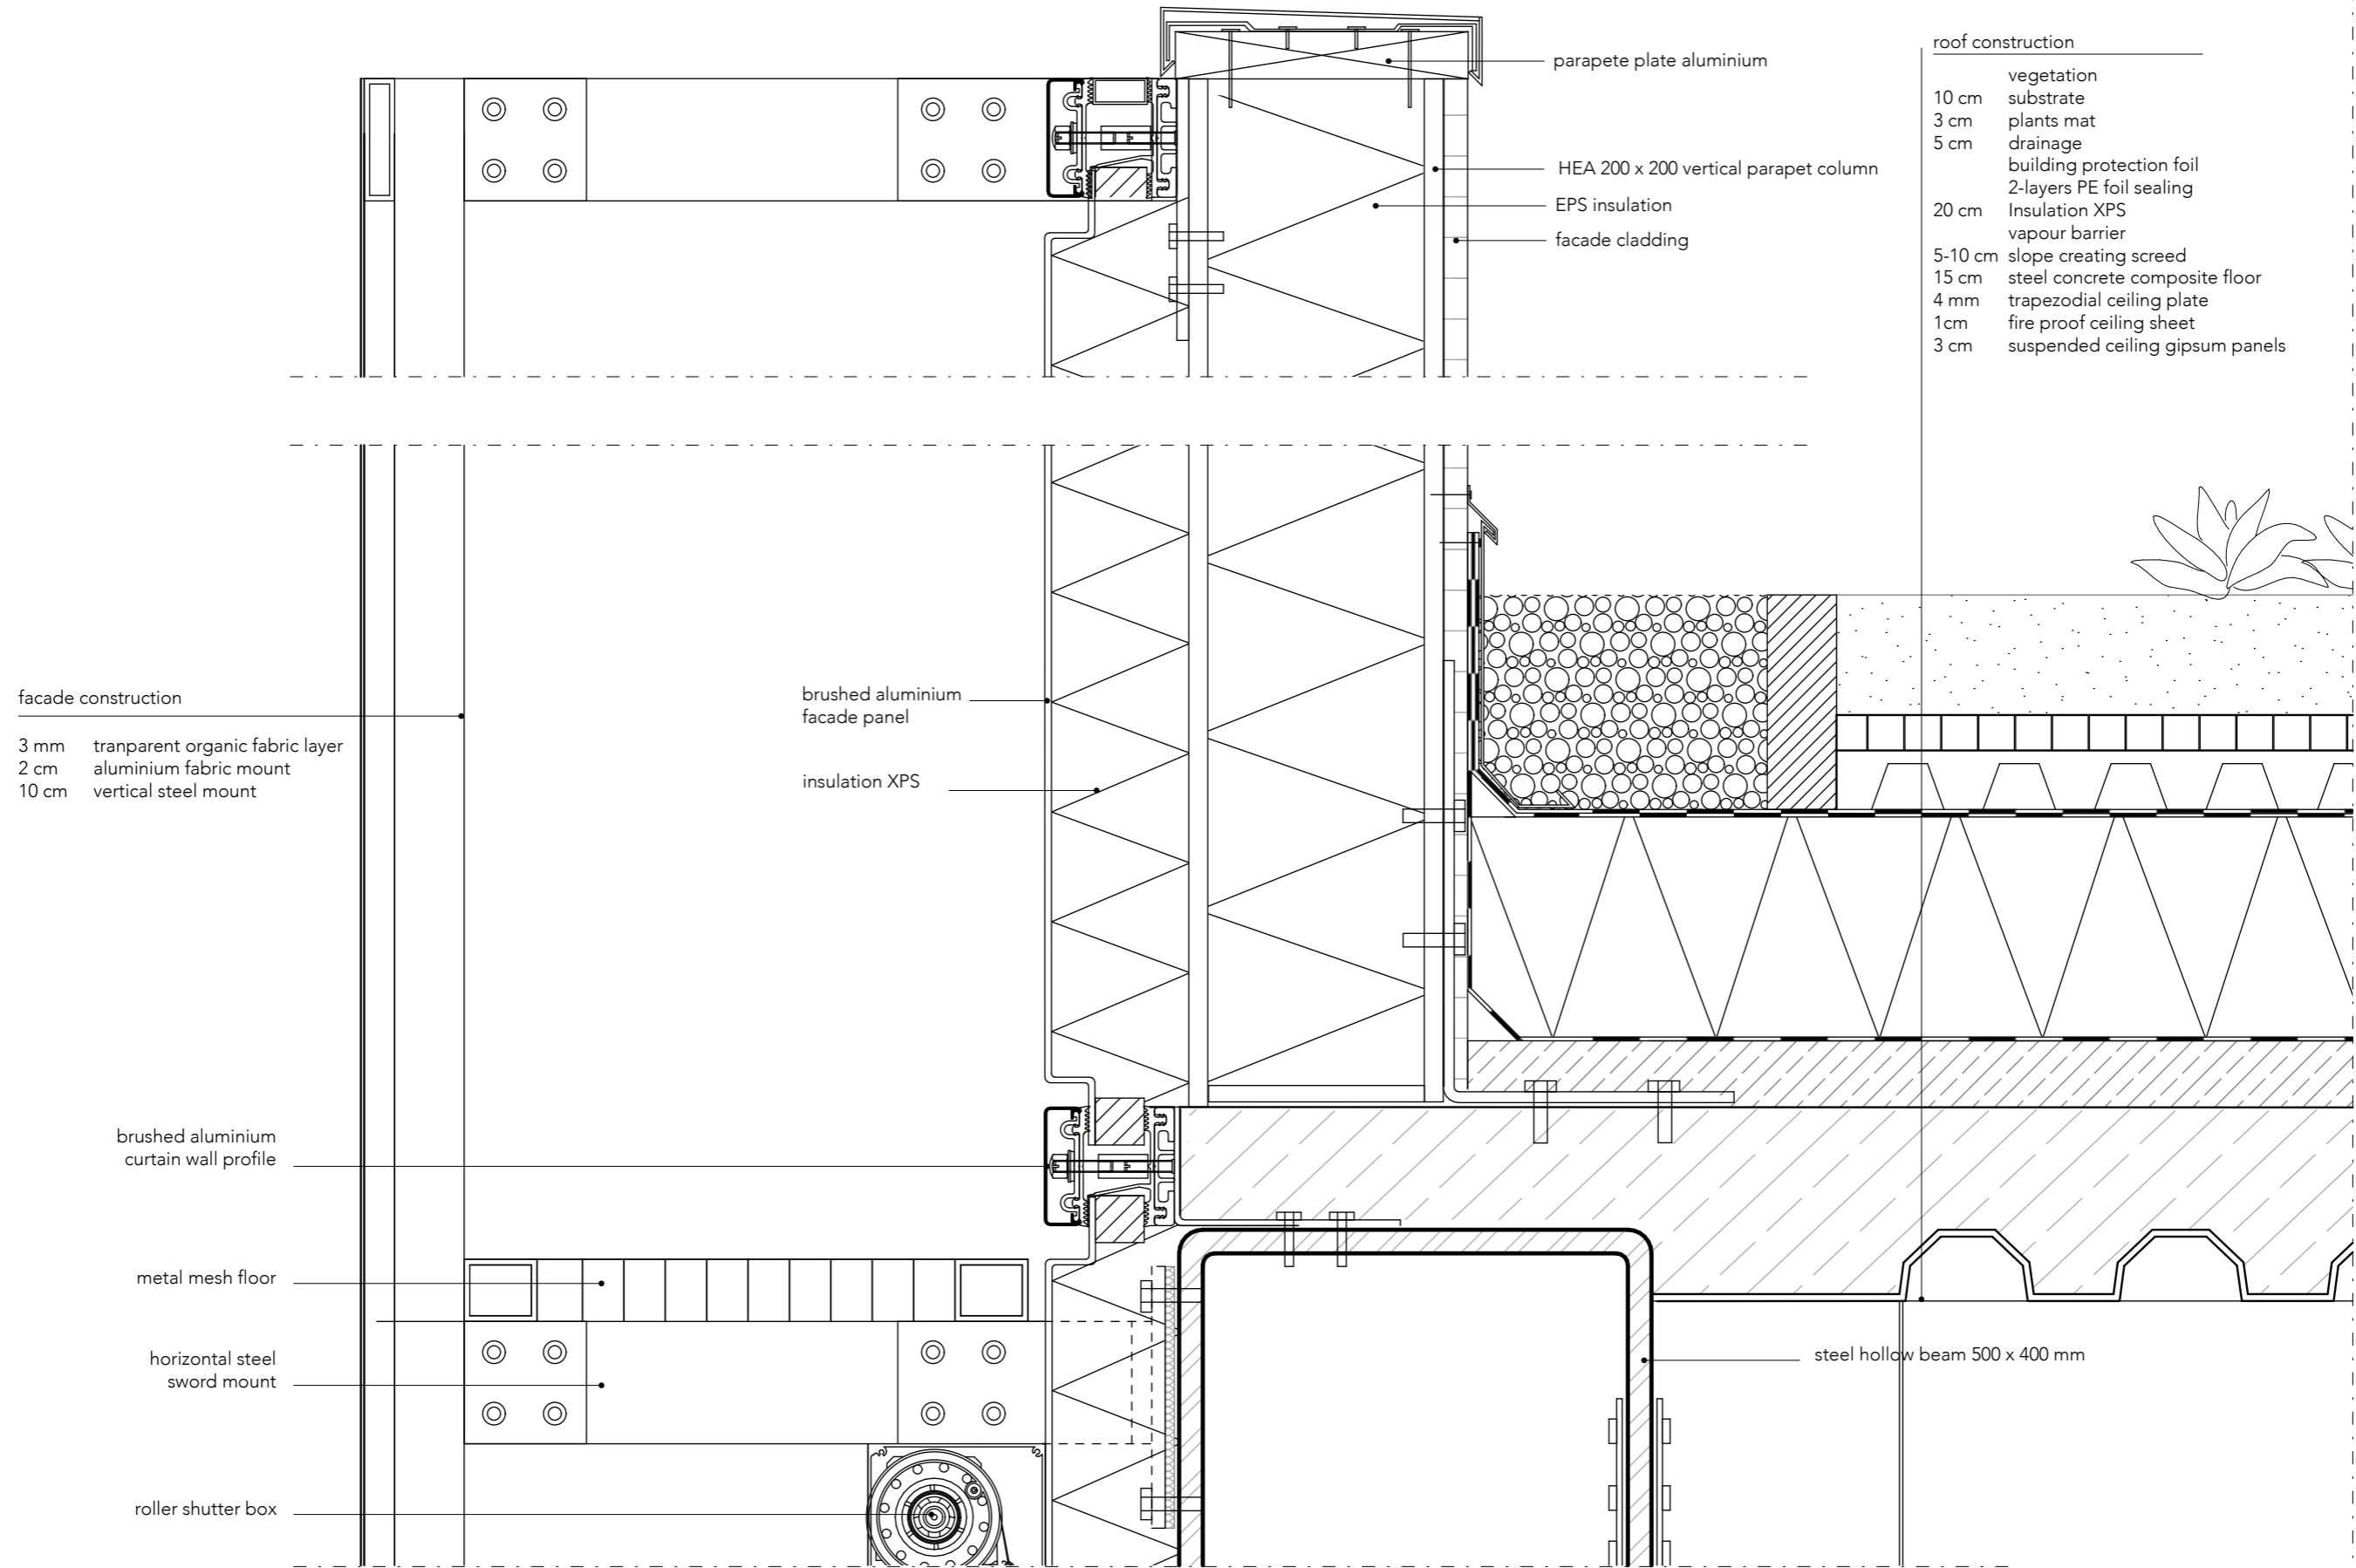 parapete plate aluminium
HEA 200 x 200 vertical parapet column
EPS insulation
facade cladding
roof construction
vegetation
10 cm substrate
3 cm plants mat
5 cm drainage
building protection foil
2-layers PE foil sealing
20 cm Insulation XPS
vapour barrier
5-10 cm slope creating screed
15 cm steel concrete composite floor
4 mm trapezodial ceiling plate
1cm fire proof ceiling sheet
3 cm suspended ceiling gipsum panels
facade construction
3 mm tranparent organic fabric layer
2 cm aluminium fabric mount
10 cm vertical steel mount
brushed aluminium
facade panel
insulation XPS
brushed aluminium
curtain wall profile
metal mesh floor
horizontal steel
sword mount
roller shutter box
steel hollow beam 500 x 400 mm